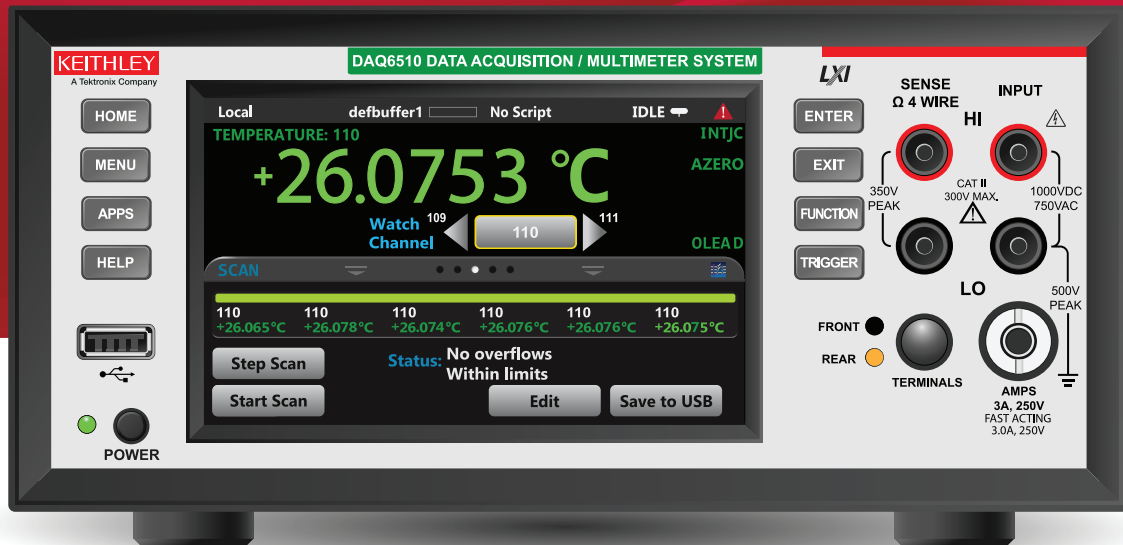 KEITHLEY
A Tektronix Company
DAQ6510 DATA ACQUISITION / MULTIMETER SYSTEM
LXI
HOME
MENU
APPS
HELP
POWER
Local defbuffer1 No Script IDLE
TEMPERATURE: 110 INTJC
+26.0753 °C AZERO
Watch
Channel
109 110 111
OLEAD
SCAN
110 110 110 110 110 110
+26.065°C +26.078°C +26.074°C +26.076°C +26.076°C +26.075°C
Step Scan
Status: No overflows
Within limits
Start Scan Edit Save to USB
ENTER
EXIT
FUNCTION
TRIGGER
FRONT
REAR
TERMINALS
SENSE
Ω 4 WIRE
INPUT
HI
350V
PEAK
CAT II
300V MAX.
1000VDC
750VAC
LO
500V
PEAK
AMPS
3A, 250V
FAST ACTING
3.0A, 250V